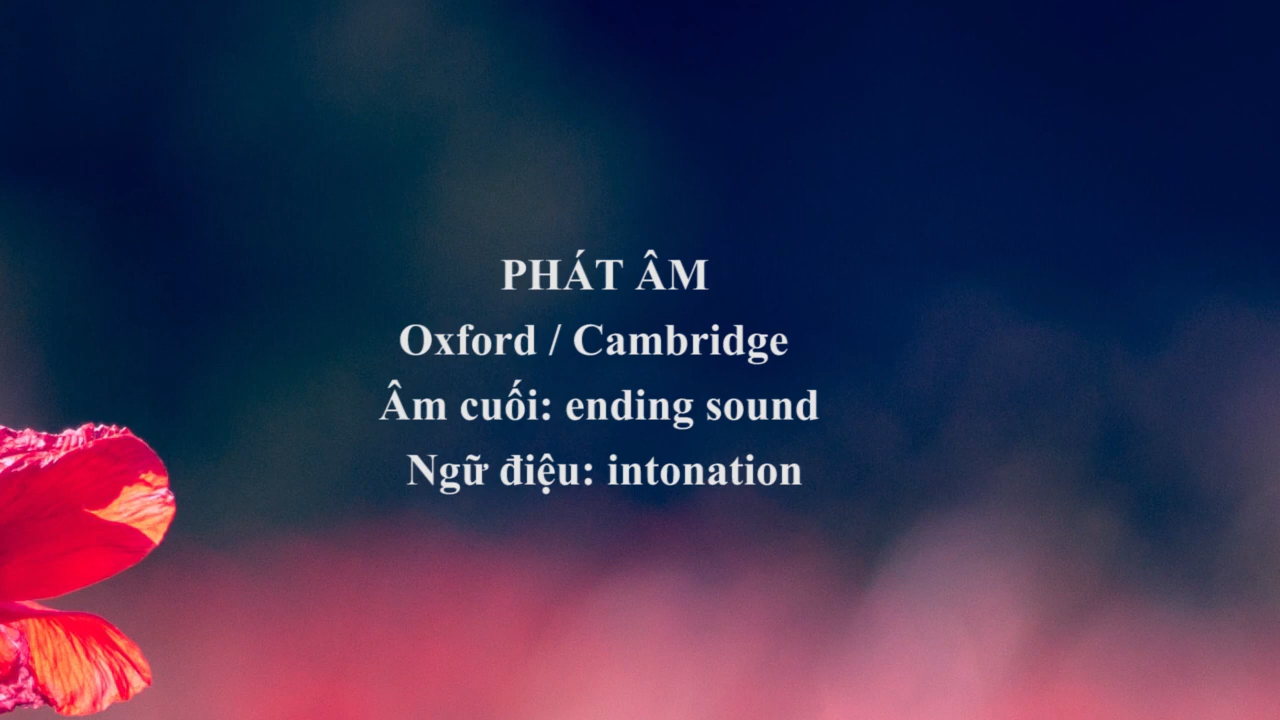 PHÁT ÂM
Oxford / Cambridge
Âm cuối: ending sound
Ngữ điệu: intonation